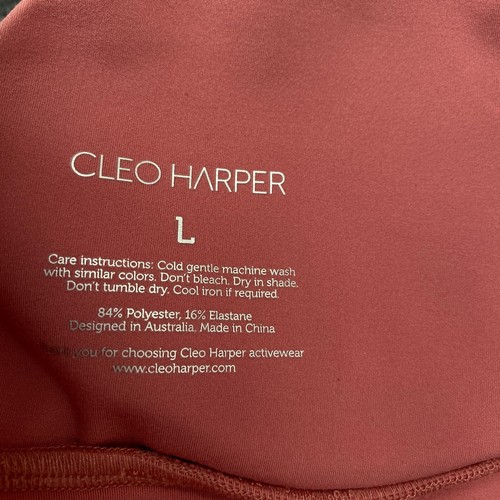 CLEO HARPER
L
Care instructions: Cold gentle machine wash
with similar colors. Don't bleach. Dry in shade.
Don't tumble dry. Cool iron if required.
84% Polyester, 16% Elastane
Designed in Australia, Made in China
you for choosing Cleo Harper activewear
www.cleoharper.com